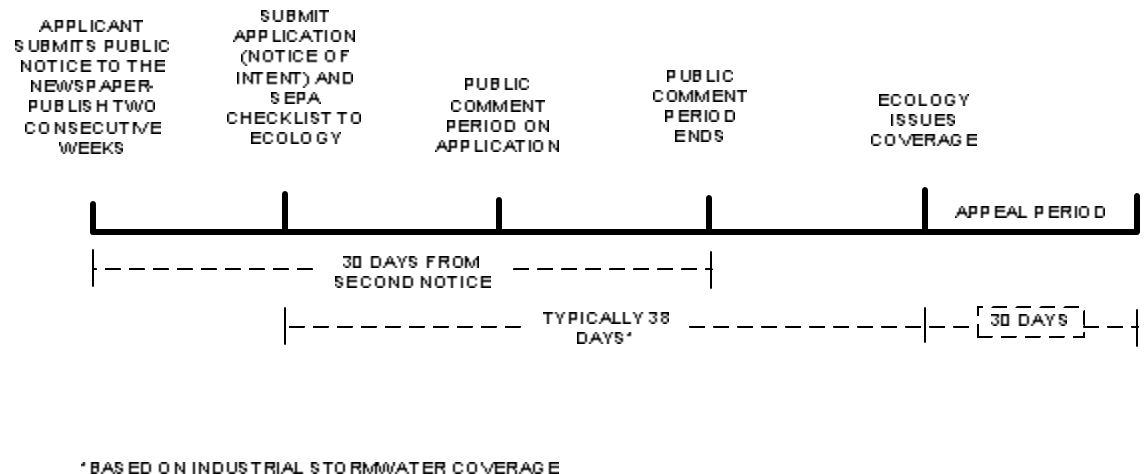 APPLICANT
SUBMITS PUBLIC
NOTICE TO THE
NEWSPAPER-
PUBLISH TWO
CONSECUTIVE
WEEKS
SUBMIT
APPLICATION
(NOTICE OF
INTENT) AND
SEPA
CHECKLIST TO
ECOLOGY
PUBLIC
COMMENT
PERIOD ON
APPLICATION
PUBLIC
COMMENT
PERIOD
ENDS
ECOLOGY
ISSUES
COVERAGE
APPEAL PERIOD
30 DAYS FROM
SECOND NOTICE
TYPICALLY 38
DAYS*
30 DAYS
*BASED ON INDUSTRIAL STORMWATER COVERAGE